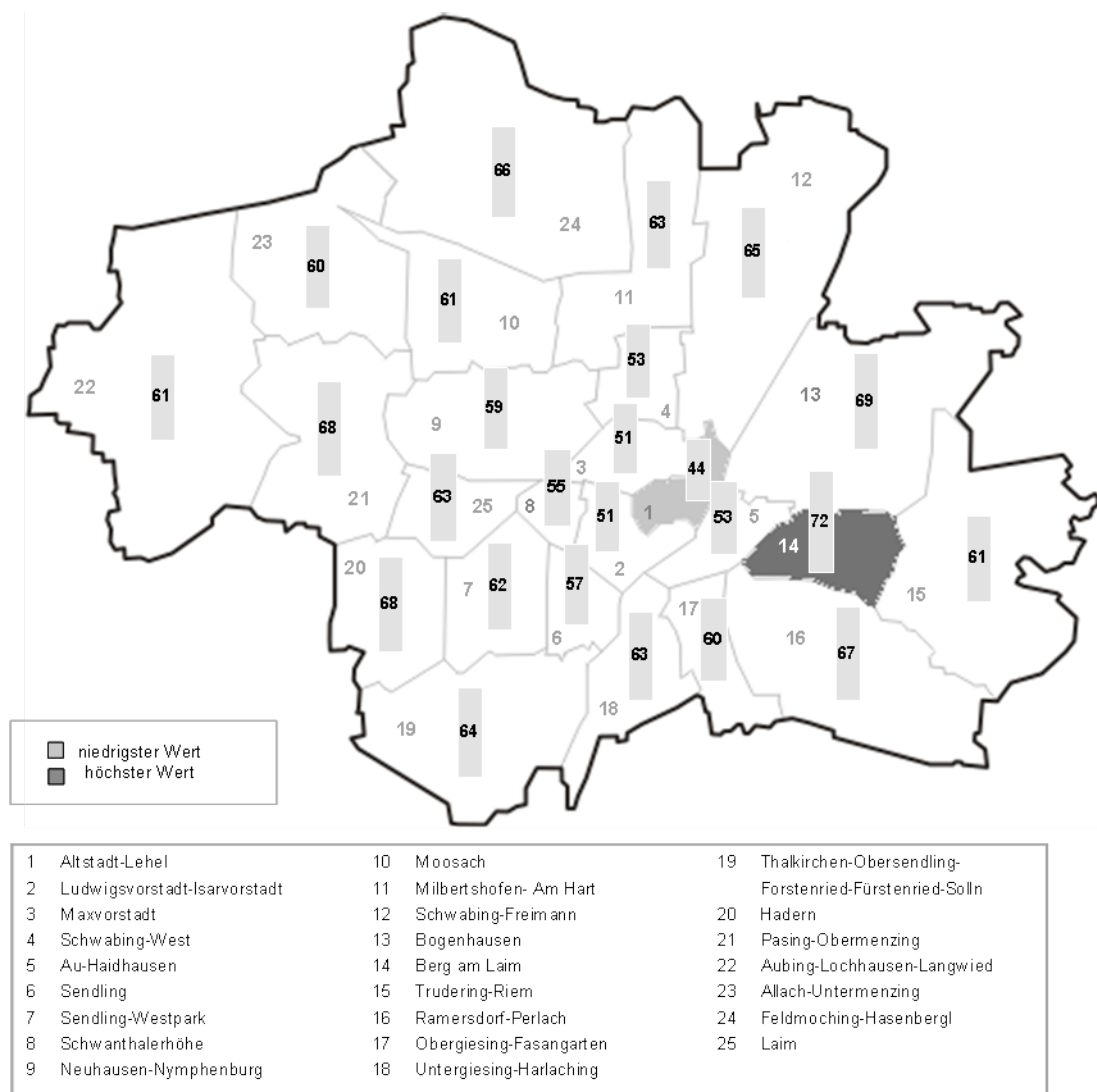 66
12
63
24
23
65
60
61
11
10
53
22
61
13
69
59
4
68
9
51
44
3
55
63
21
25
8
51
1
53
5
72
14
61
20
2
7
62
57
15
68
17
6
60
16
63
67
18
19
64
niedrigster Wert
höchster Wert
1 Altstadt-Lehel
2 Ludwigsvorstadt-Isarvorstadt
3 Maxvorstadt
4 Schwabing-West
5 Au-Haidhausen
6 Sendling
7 Sendling-Westpark
8 Schwanthalerhöhe
9 Neuhausen-Nymphenburg
10 Moosach
11 Milbertshofen- Am Hart
12 Schwabing-Freimann
13 Bogenhausen
14 Berg am Laim
15 Trudering-Riem
16 Ramersdorf-Perlach
17 Obergiesing-Fasangarten
18 Untergiesing-Harlaching
19 Thalkirchen-Obersendling-
Forstenried-Fürstenried-Solln
20 Hadern
21 Pasing-Obermenzing
22 Aubing-Lochhausen-Langwied
23 Allach-Untermenzing
24 Feldmoching-Hasenbergl
25 Laim